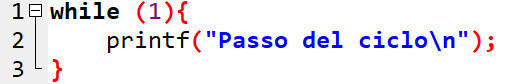 1 while (1){
2     printf("Passo del ciclo\n");
3 }